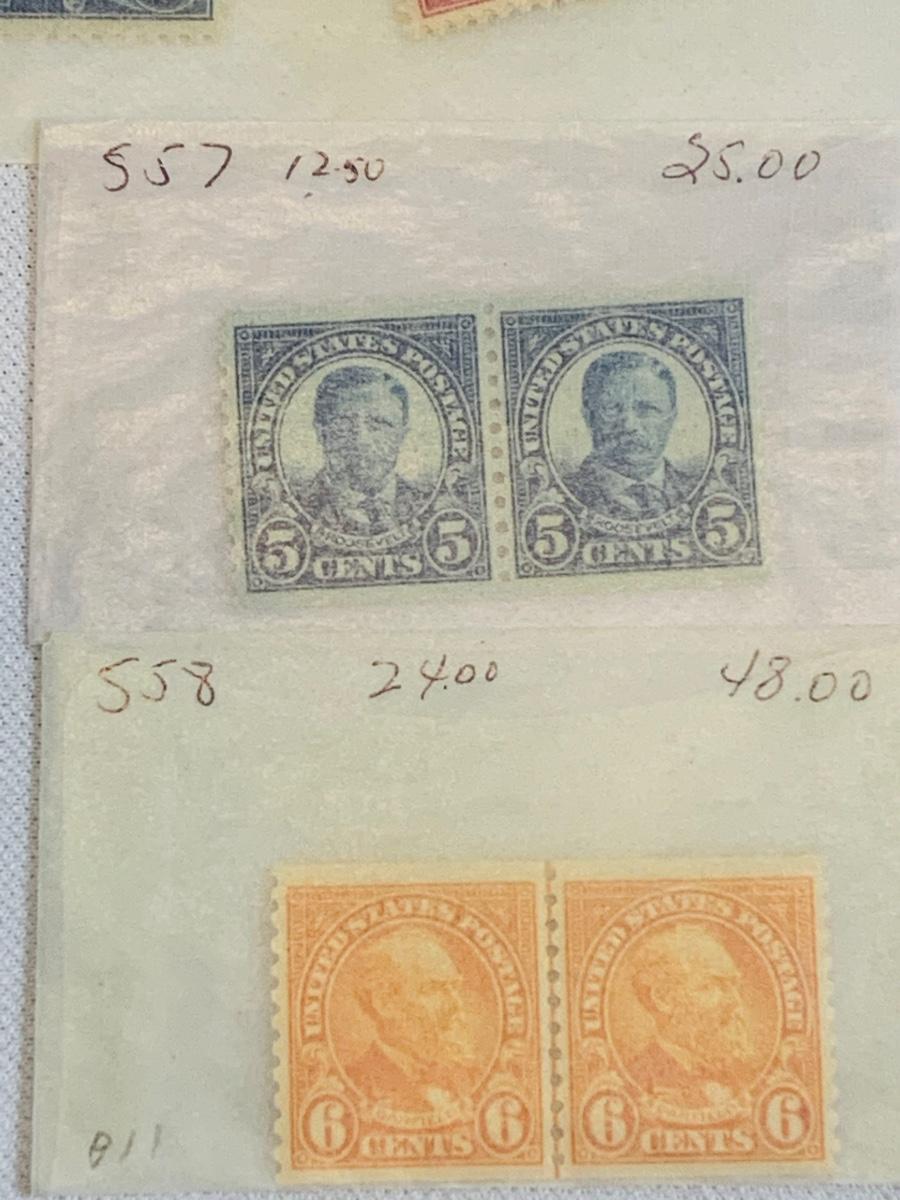 557 12.50 25.00
UNITED STATES POSTAGE UNITED STATES POSTAGE
ROOSEVELT ROOSEVELT
5 CENTS 5 5 CENTS 5
558 24.00 48.00
UNITED STATES POSTAGE UNITED STATES POSTAGE
6 CENTS 6 6 CENTS 6
B11